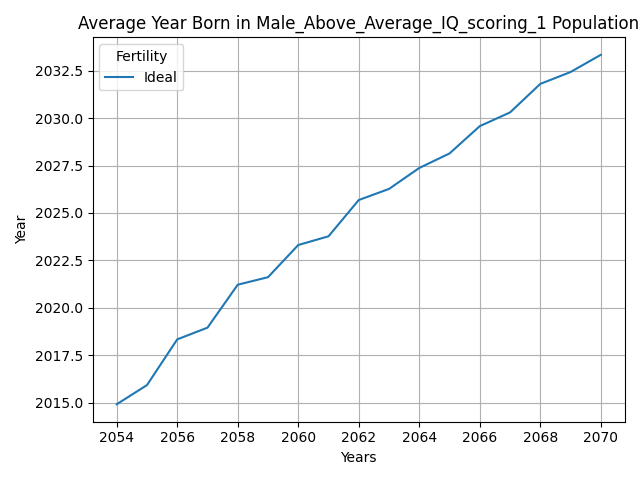 Average Year Born in Male_Above_Average_IQ_scoring_1 Population
Fertility
Ideal
Year
2032.5
2030.0
2027.5
2025.0
2022.5
2020.0
2017.5
2015.0
2054 2056 2058 2060 2062 2064 2066 2068 2070
Years